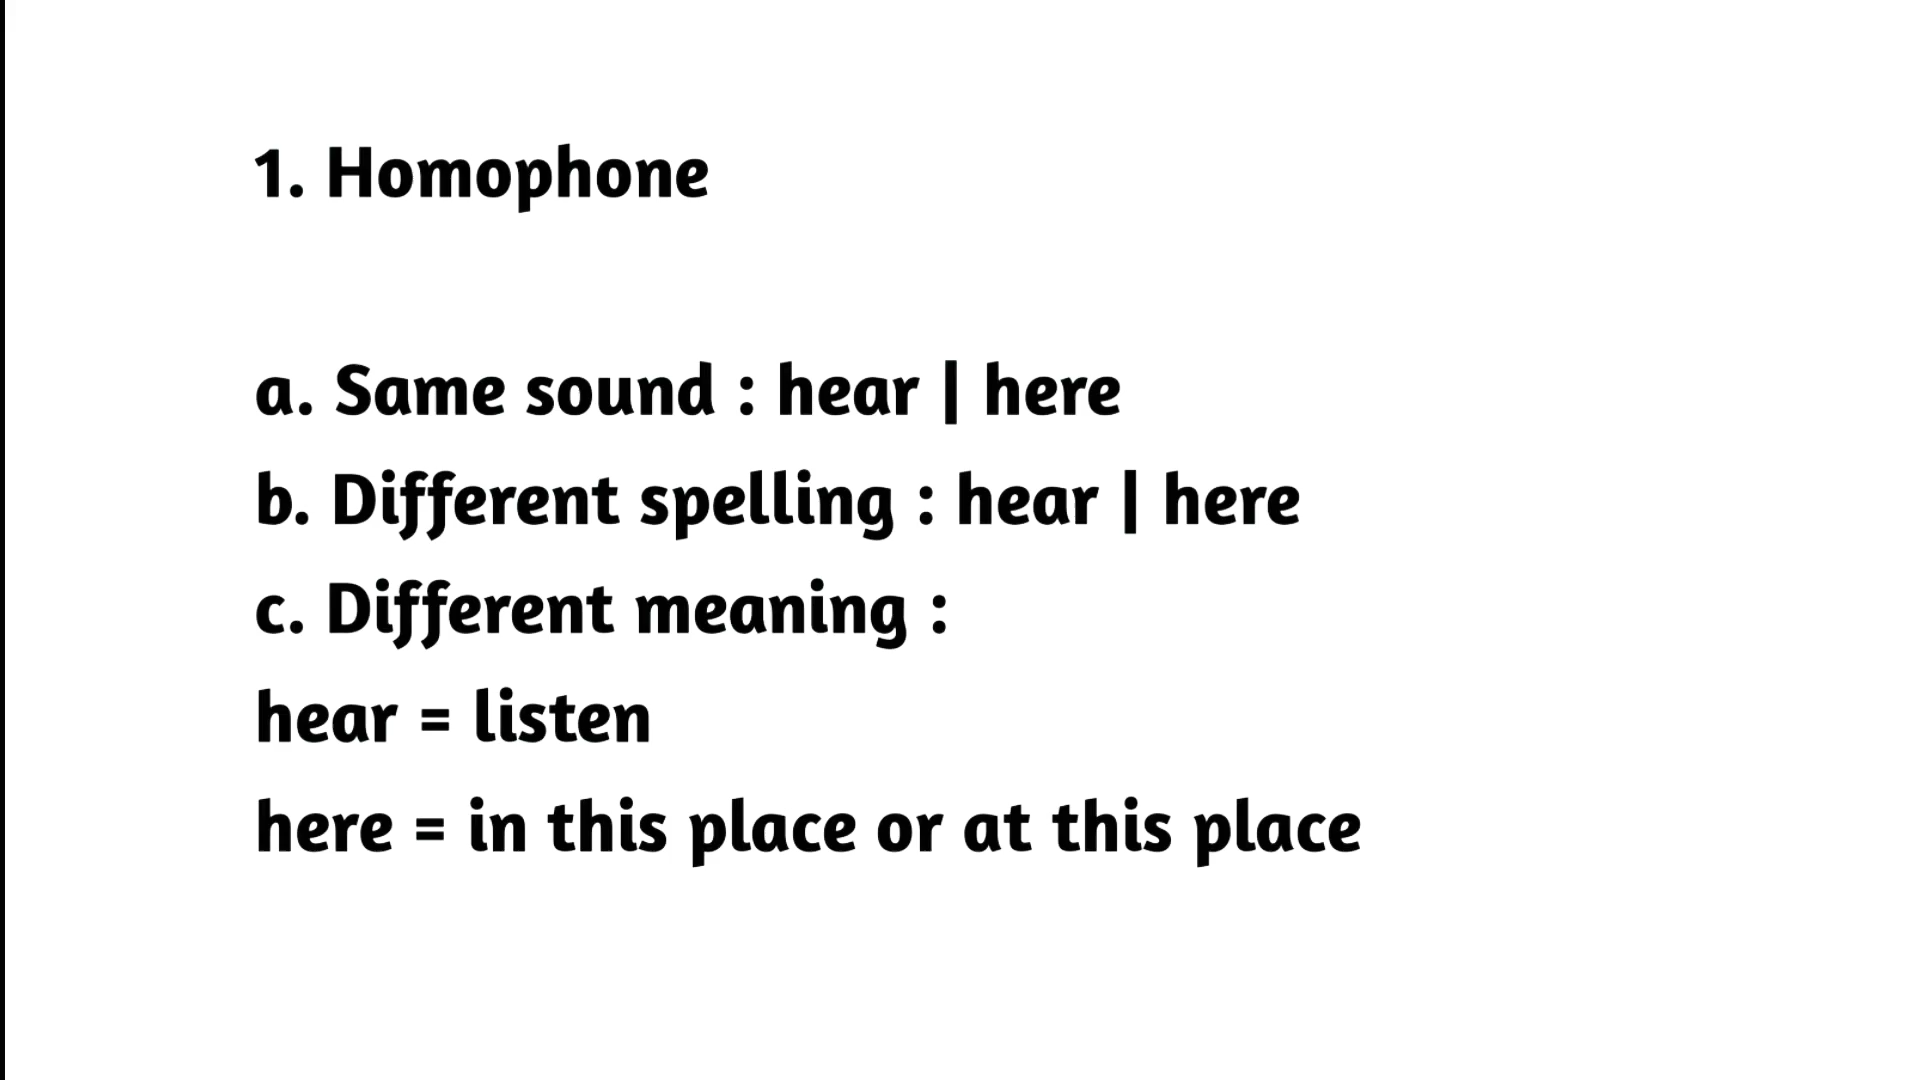 1. Homophone
a. Same sound : hear | here
b. Different spelling : hear | here
c. Different meaning :
hear = listen
here = in this place or at this place